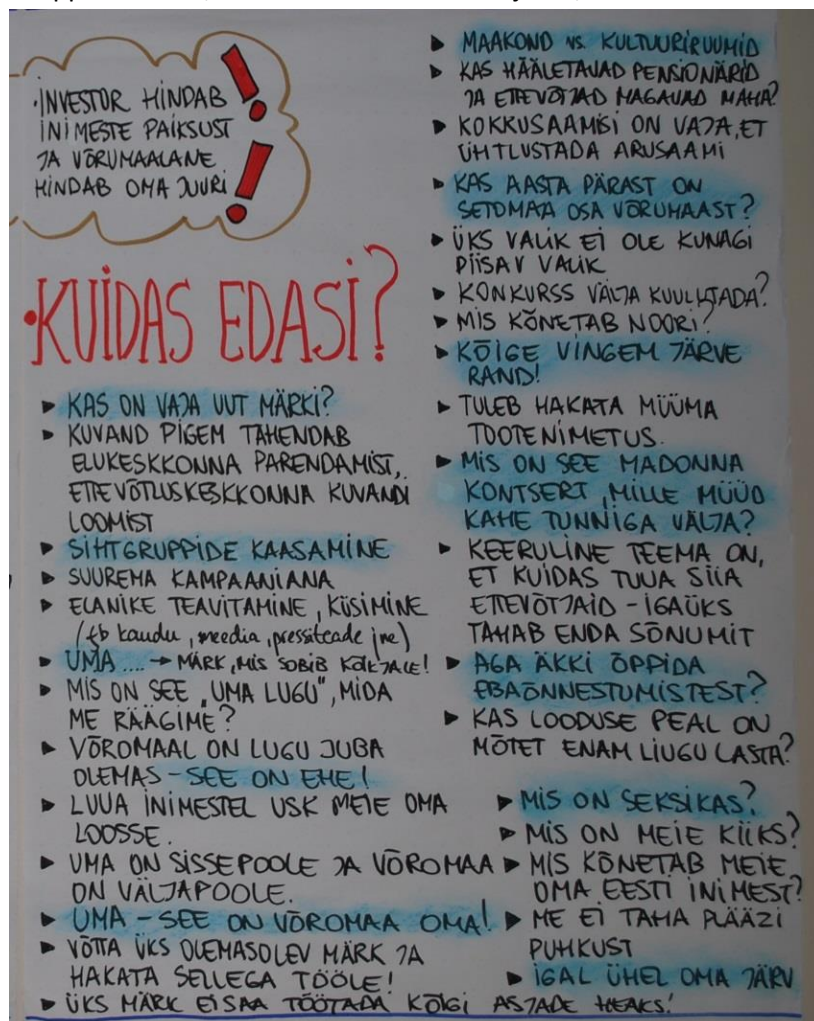 ·INVESTOR HINDAB
INIMESTE PAIKSUST
JA VÕRUMAALANE
HINDAB OMA JUURI
!
!
·KUIDAS EDASI?
► KAS ON VAJA UUT MÄRKI?
► KUVAND PIGEM TÄHENDAB
ELUKESKKONNA PARENDAMIST,
ETTEVÕTLUSKESKKONNA KUVANDI
LOOMIST
► SIHTGRUPPIDE KAASAMINE
► SUUREMA KAMPAANIANA
► ELANIKE TEAVITAMINE, KÜSIMINE
(fb kaudu, meedia, pressiteade jne)
► UMA .... → MÄRK, MIS SOBIB KÕIKJALE!
► MIS ON SEE „UMA LUGU", MIDA
ME RÄÄGIME?
► VÕROMAAL ON LUGU JUBA
OLEMAS - SEE ON EHE!
► LUUA INIMESTEL USK MEIE OMA
LOOSSE.
► UMA ON SISSEPOOLE JA VÕROMAA
ON VÄLJAPOOLE.
► UMA - SEE ON VÕROMAA OMA!
► VÕTTA ÜKS OLEMASOLEV MÄRK JA
HAKATA SELLEGA TÖÖLE!
► ÜKS MÄRK EI SAA TÖÖTADA KÕIGI ASJADE HEAKS!
► MAAKOND vs. KULTUURIRUUMID
► KAS HÄÄLETAVAD PENSIONÄRID
JA ETTEVÕTJAD MAGAVAD MAHA?
► KOKKUSAAMISI ON VAJA, ET
ÜHTLUSTADA ARUSAAMI
► KAS AASTA PÄRAST ON
SETOMAA OSA VÕRUMAAST?
► ÜKS VALIK EI OLE KUNAGI
PIISAV VALIK
► KONKURSS VÄLJA KUULUTADA?
► MIS KÕNETAB NOORI?
► KÕIGE VINGEM JÄRVE
RAND!
► TULEB HAKATA MÜÜMA
TOOTENIMETUS.
► MIS ON SEE MADONNA
KONTSERT, MILLE MÜÜD
KAHE TUNNIGA VÄLJA?
► KEERULINE TEEMA ON,
ET KUIDAS TUUA SIIA
ETTEVÕTJAID - IGAÜKS
TAHAB ENDA SÕNUMIT
► AGA ÄKKI ÕPPIDA
EBAÕNNESTUMISTEST?
► KAS LOODUSE PEAL ON
MÕTET ENAM LIUGU LASTA?
► MIS ON SEKSIKAS?
► MIS ON MEIE KIIKS?
► MIS KÕNETAB MEIE
OMA EESTI INIMEST?
► ME EI TAHA PLÄÄZI
PUHKUST
► IGAL ÜHEL OMA JÄRV